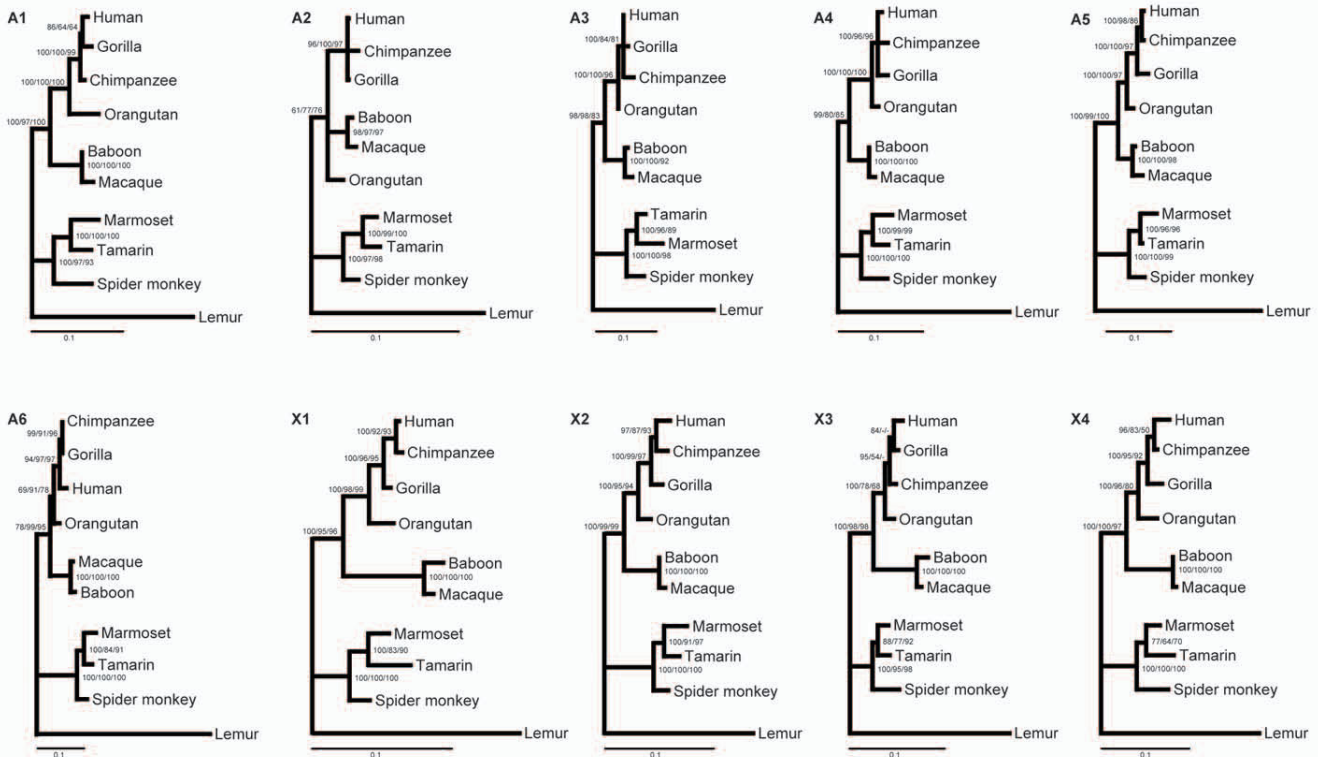 A1
Human
86/64/64
Gorilla
100/100/99
Chimpanzee
100/100/100
Orangutan
100/97/100
Baboon
100/100/100
Macaque
Marmoset
100/100/100
Tamarin
100/97/93
Spider monkey
Lemur
0.1
A2
Human
96/100/97
Chimpanzee
Gorilla
61/77/76
Baboon
98/97/97
Macaque
Orangutan
Marmoset
100/99/100
Tamarin
100/97/98
Spider monkey
Lemur
0.1
A3
Human
100/84/81
Gorilla
100/100/96
Chimpanzee
Orangutan
98/98/83
Baboon
100/100/92
Macaque
Tamarin
100/96/89
Marmoset
100/100/98
Spider monkey
Lemur
0.1
A4
Human
100/96/96
Chimpanzee
100/100/100
Gorilla
Orangutan
99/80/85
Baboon
100/100/100
Macaque
Marmoset
100/99/99
Tamarin
100/100/100
Spider monkey
Lemur
0.1
A5
Human
100/98/86
Chimpanzee
100/100/97
Gorilla
100/100/97
Orangutan
100/99/100
Baboon
100/100/98
Macaque
Marmoset
100/96/96
Tamarin
100/100/99
Spider monkey
Lemur
0.1
A6
Chimpanzee
99/91/96
Gorilla
94/97/97
Human
69/91/78
Orangutan
78/99/95
Macaque
100/100/100
Baboon
Marmoset
100/84/91
Tamarin
100/100/100
Spider monkey
Lemur
0.1
X1
Human
100/92/93
Chimpanzee
100/96/95
Gorilla
100/98/99
Orangutan
100/95/96
Baboon
100/100/100
Macaque
Marmoset
100/83/90
Tamarin
100/100/100
Spider monkey
Lemur
0.1
X2
Human
97/87/93
Chimpanzee
100/99/97
Gorilla
100/95/94
Orangutan
100/99/99
Baboon
100/100/100
Macaque
Marmoset
100/91/97
Tamarin
100/100/100
Spider monkey
Lemur
0.1
X3
Human
84/-/-
Gorilla
95/54/-
Chimpanzee
100/78/68
Orangutan
100/98/98
Baboon
100/100/100
Macaque
Marmoset
88/77/92
Tamarin
100/95/98
Spider monkey
Lemur
0.1
X4
Human
96/83/50
Chimpanzee
100/95/92
Gorilla
100/96/80
Orangutan
100/100/97
Baboon
100/100/100
Macaque
Marmoset
77/64/70
Tamarin
100/100/100
Spider monkey
Lemur
0.1